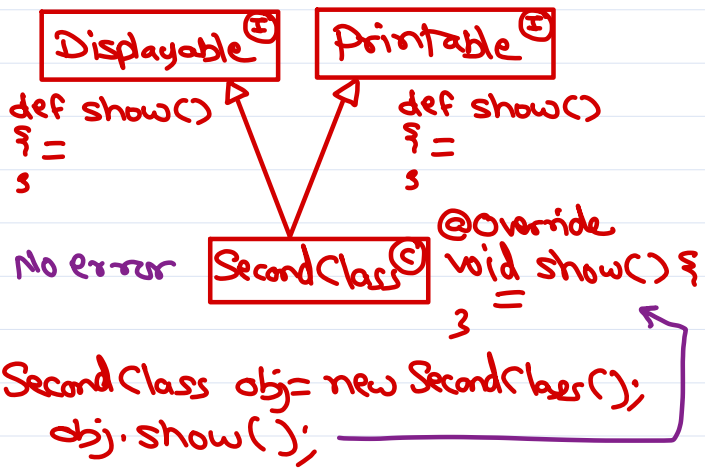 Displayable I
Printable I
def show()
{ =
}
def show()
{ =
}
No error
SecondClass C
@Override
void show() {
=
}
SecondClass obj = new SecondClass();
obj.show();